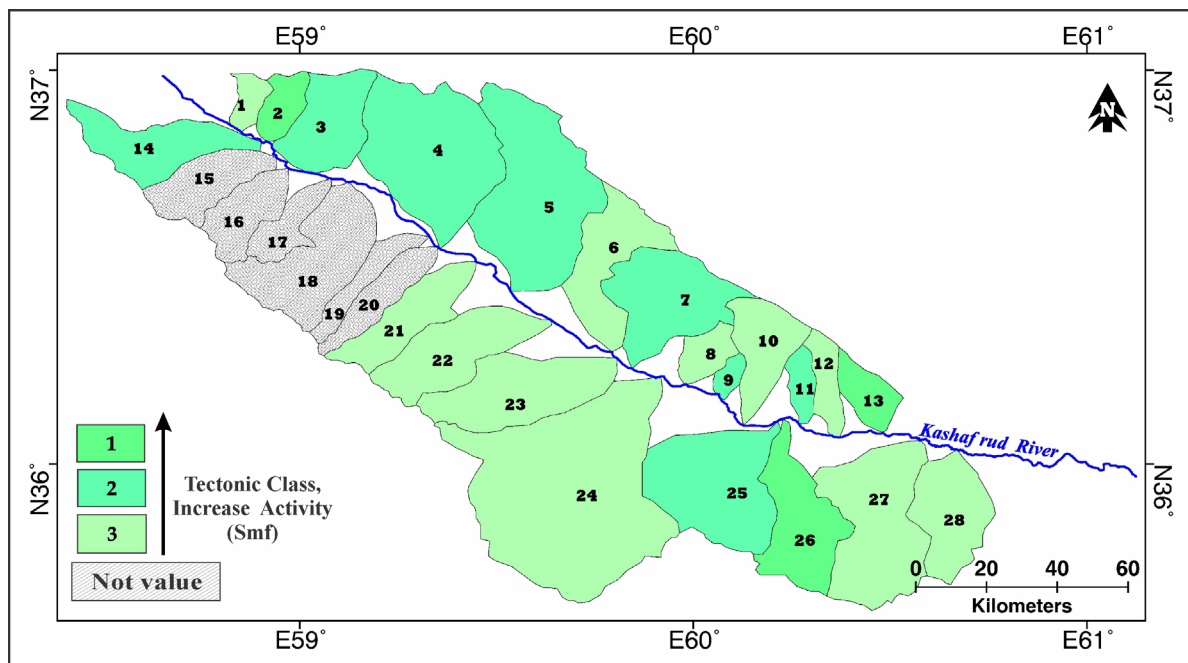 E59° E60° E61°
N37° N37°
N
1 2 3 4 5 6 7 8 9 10 11 12 13
14 15 16 17 18 19 20 21 22 23 24 25 26 27 28
Kashaf rud River
N36° N36°
1
2
3
Tectonic Class,
Increase Activity
(Smf)
Not value
0 20 40 60
Kilometers
E59° E60° E61°